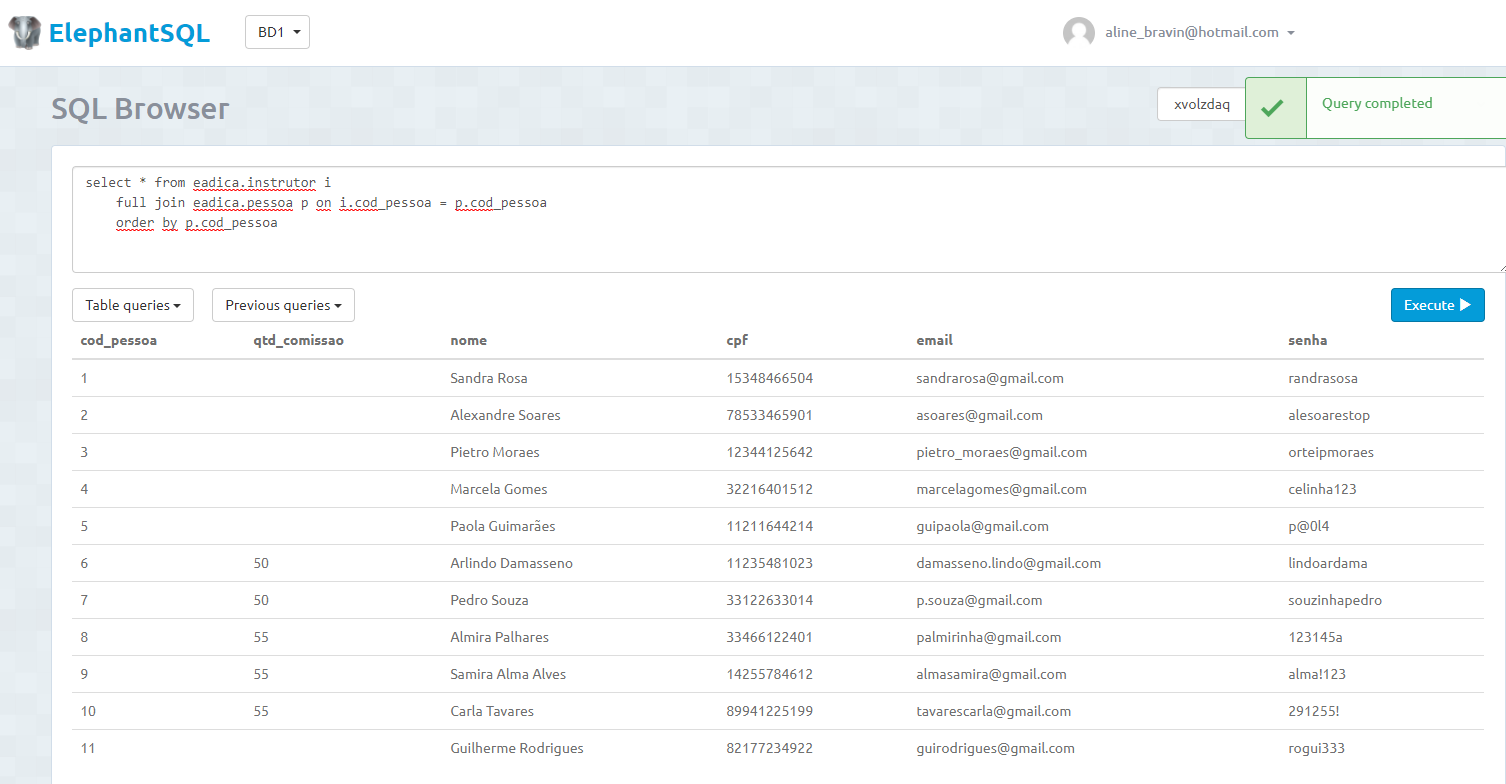 ElephantSQL BD1 aline_bravin@hotmail.com
SQL Browser xvolzdaq Query completed
select * from eadica.instrutor i
full join eadica.pessoa p on i.cod_pessoa = p.cod_pessoa
order by p.cod_pessoa
Table queries Previous queries Execute
cod_pessoa qtd_comissao nome cpf email senha
1 Sandra Rosa 15348466504 sandrarosa@gmail.com randrasosa
2 Alexandre Soares 78533465901 asoares@gmail.com alesoarestop
3 Pietro Moraes 12344125642 pietro_moraes@gmail.com orteipmoraes
4 Marcela Gomes 32216401512 marcelagomes@gmail.com celinha123
5 Paola Guimarães 11211644214 guipaola@gmail.com p@0l4
6 50 Arlindo Damasseno 11235481023 damasseno.lindo@gmail.com lindoardama
7 50 Pedro Souza 33122633014 p.souza@gmail.com souzinhapedro
8 55 Almira Palhares 33466122401 palmirinha@gmail.com 123145a
9 55 Samira Alma Alves 14255784612 almasamira@gmail.com alma!123
10 55 Carla Tavares 89941225199 tavarescarla@gmail.com 291255!
11 Guilherme Rodrigues 82177234922 guirodrigues@gmail.com rogui333